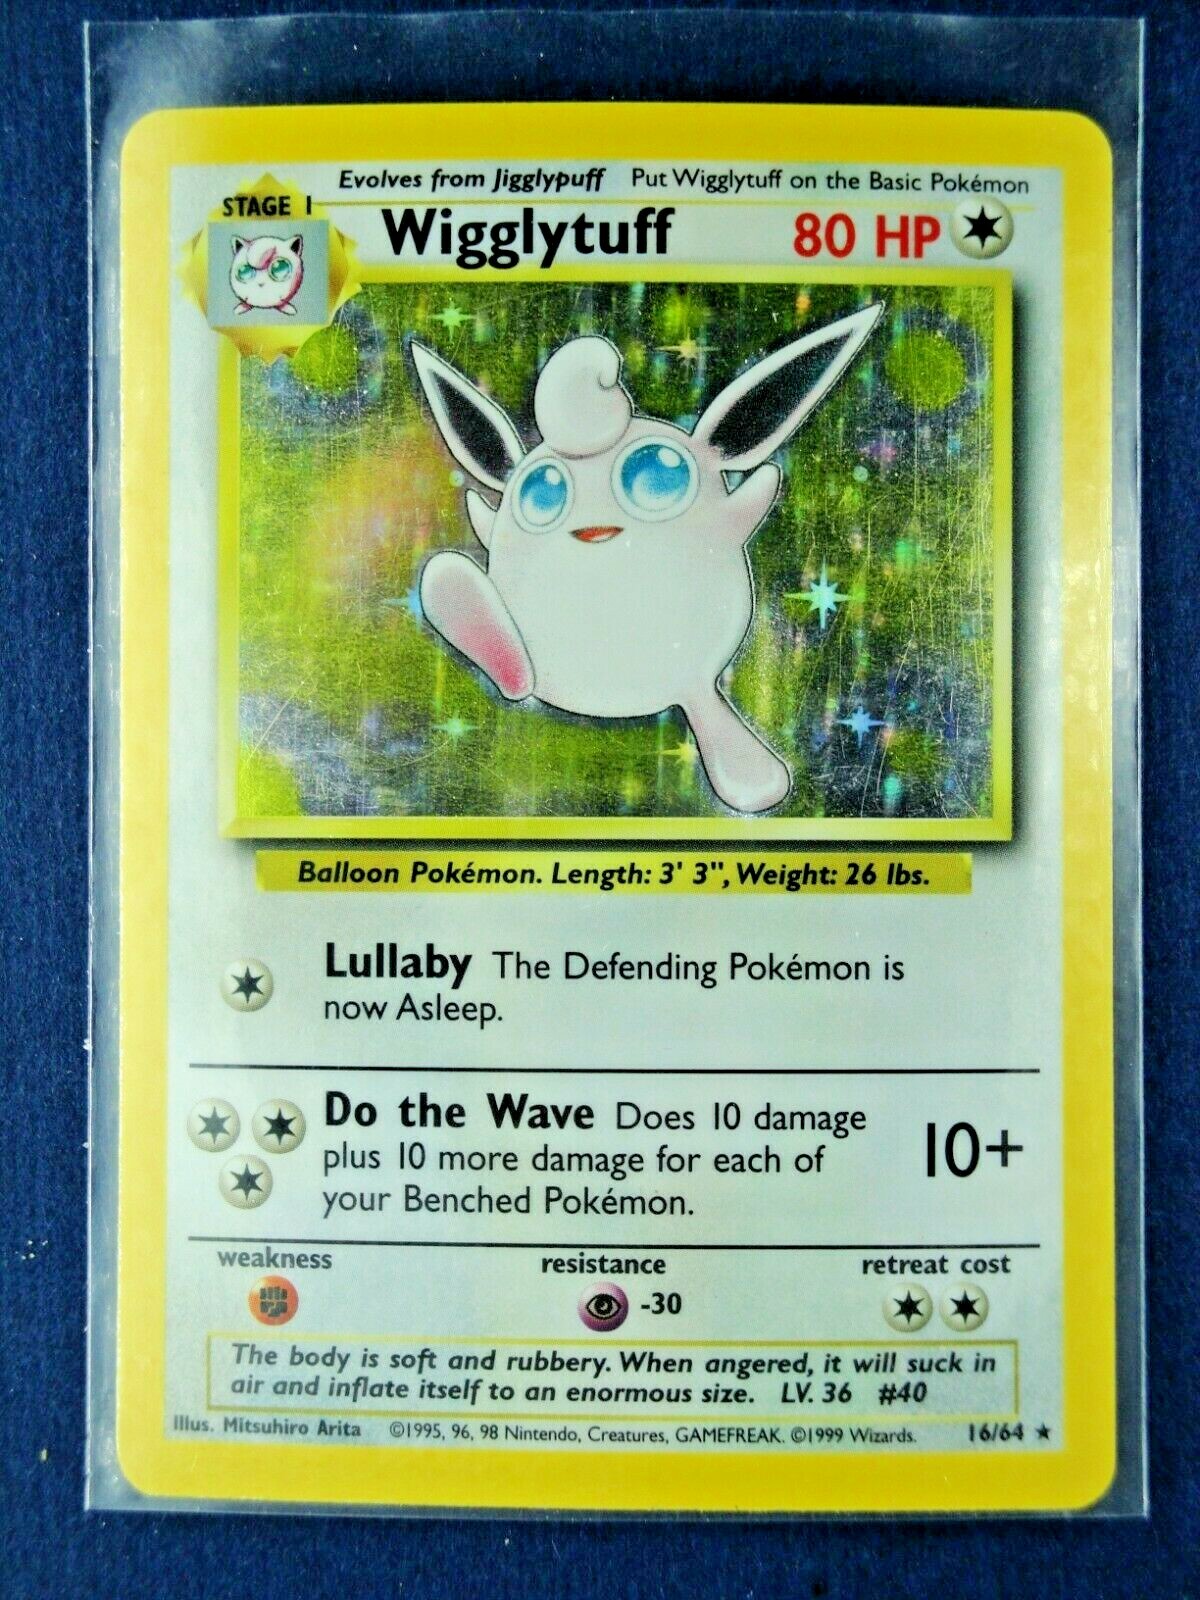 Evolves from Jigglypuff Put Wigglytuff on the Basic Pokémon
STAGE 1
Wigglytuff 80 HP
Balloon Pokémon. Length: 3' 3", Weight: 26 lbs.
Lullaby The Defending Pokémon is
now Asleep.
Do the Wave Does 10 damage
plus 10 more damage for each of
your Benched Pokémon.
10+
weakness resistance retreat cost
-30
The body is soft and rubbery. When angered, it will suck in
air and inflate itself to an enormous size. LV. 36 #40
Illus. Mitsuhiro Arita ©1995, 96, 98 Nintendo, Creatures, GAMEFREAK. ©1999 Wizards. 16/64 ★